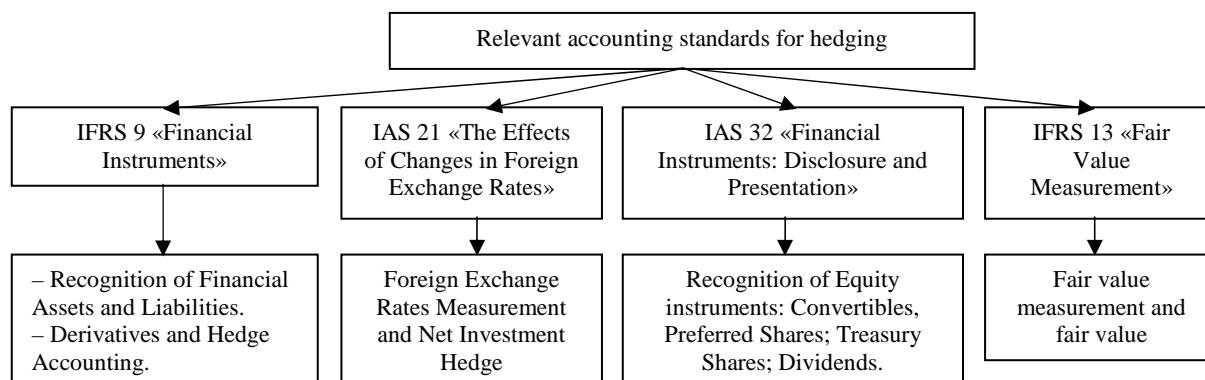 Relevant accounting standards for hedging
IFRS 9 «Financial
Instruments»
IAS 21 «The Effects
of Changes in Foreign
Exchange Rates»
IAS 32 «Financial
Instruments: Disclosure and
Presentation»
IFRS 13 «Fair
Value
Measurement»
– Recognition of Financial
Assets and Liabilities.
– Derivatives and Hedge
Accounting.
Foreign Exchange
Rates Measurement
and Net Investment
Hedge
Recognition of Equity
instruments: Convertibles,
Preferred Shares; Treasury
Shares; Dividends.
Fair value
measurement and
fair value